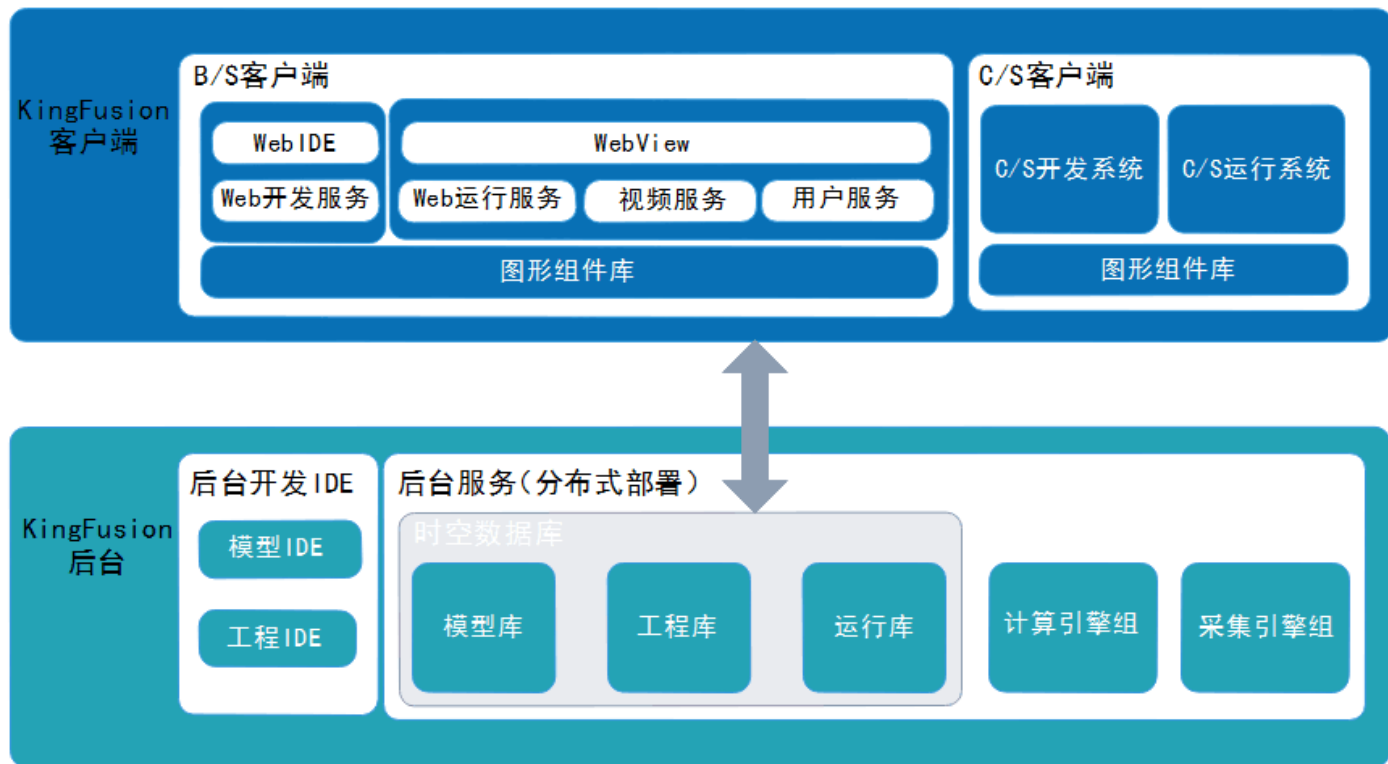 KingFusion
客户端
B/S客户端
WebIDE
WebView
Web开发服务
Web运行服务
视频服务
用户服务
图形组件库
C/S客户端
C/S开发系统
C/S运行系统
图形组件库
KingFusion
后台
后台开发IDE
模型IDE
工程IDE
后台服务(分布式部署)
时空数据库
模型库
工程库
运行库
计算引擎组
采集引擎组